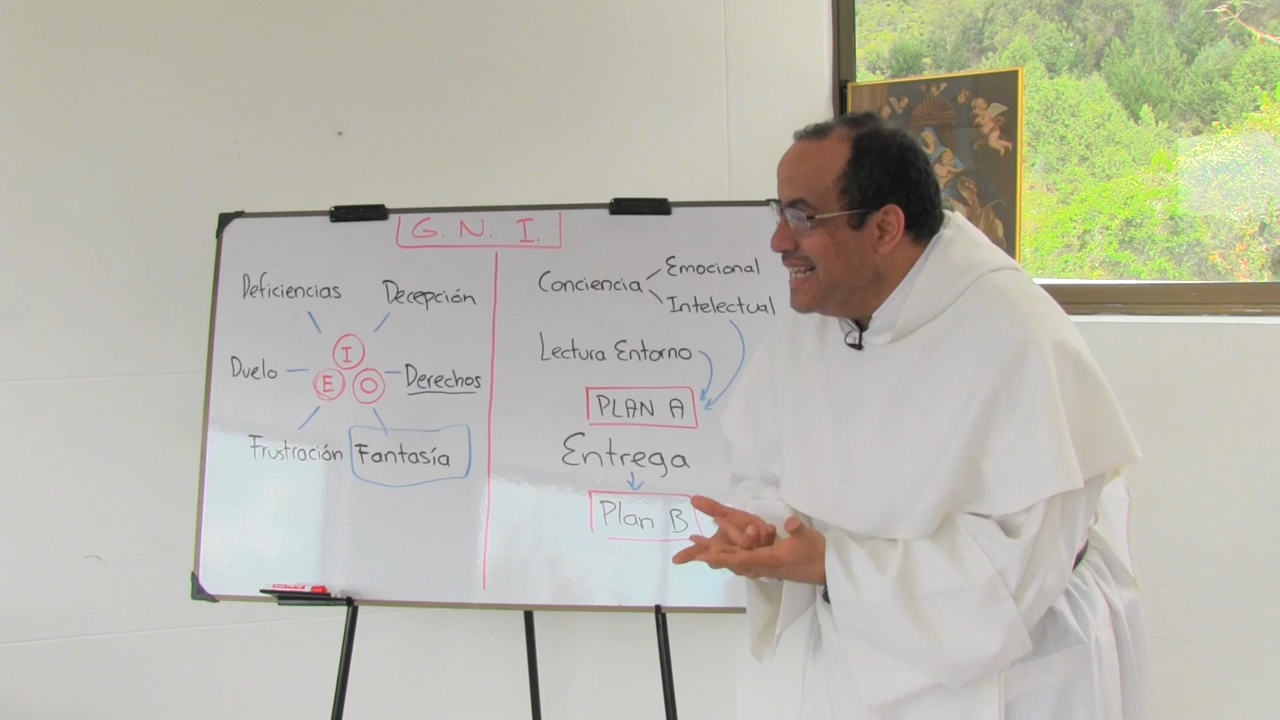 G. N. I.
Deficiencias
Decepción
I
Duelo
E
O
Derechos
Frustración
Fantasía
Conciencia
Emocional
Intelectual
Lectura Entorno
PLAN A
Entrega
Plan B